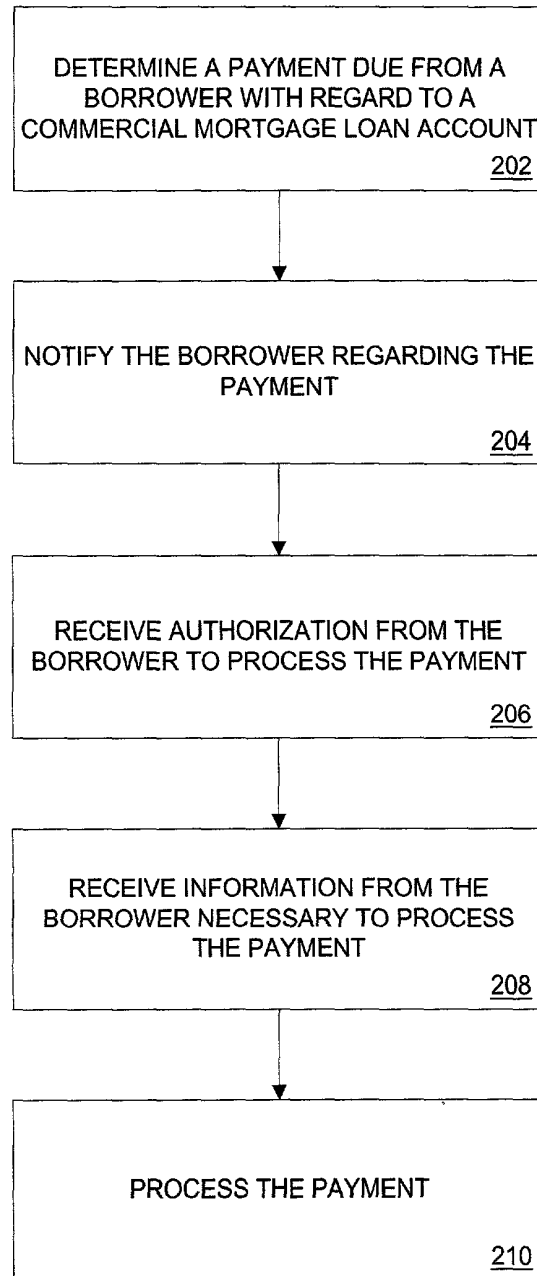 DETERMINE A PAYMENT DUE FROM A
BORROWER WITH REGARD TO A
COMMERCIAL MORTGAGE LOAN ACCOUNT
202
NOTIFY THE BORROWER REGARDING THE
PAYMENT
204
RECEIVE AUTHORIZATION FROM THE
BORROWER TO PROCESS THE PAYMENT
206
RECEIVE INFORMATION FROM THE
BORROWER NECESSARY TO PROCESS
THE PAYMENT
208
PROCESS THE PAYMENT
210